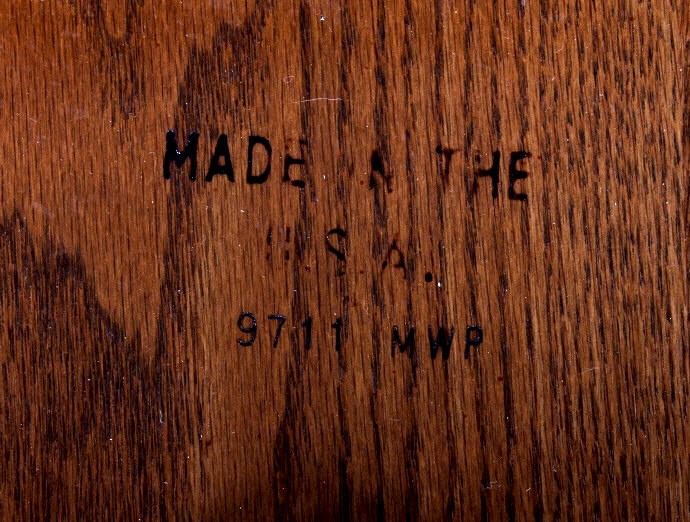 MADE IN THE
U.S.A.
9711 MWP